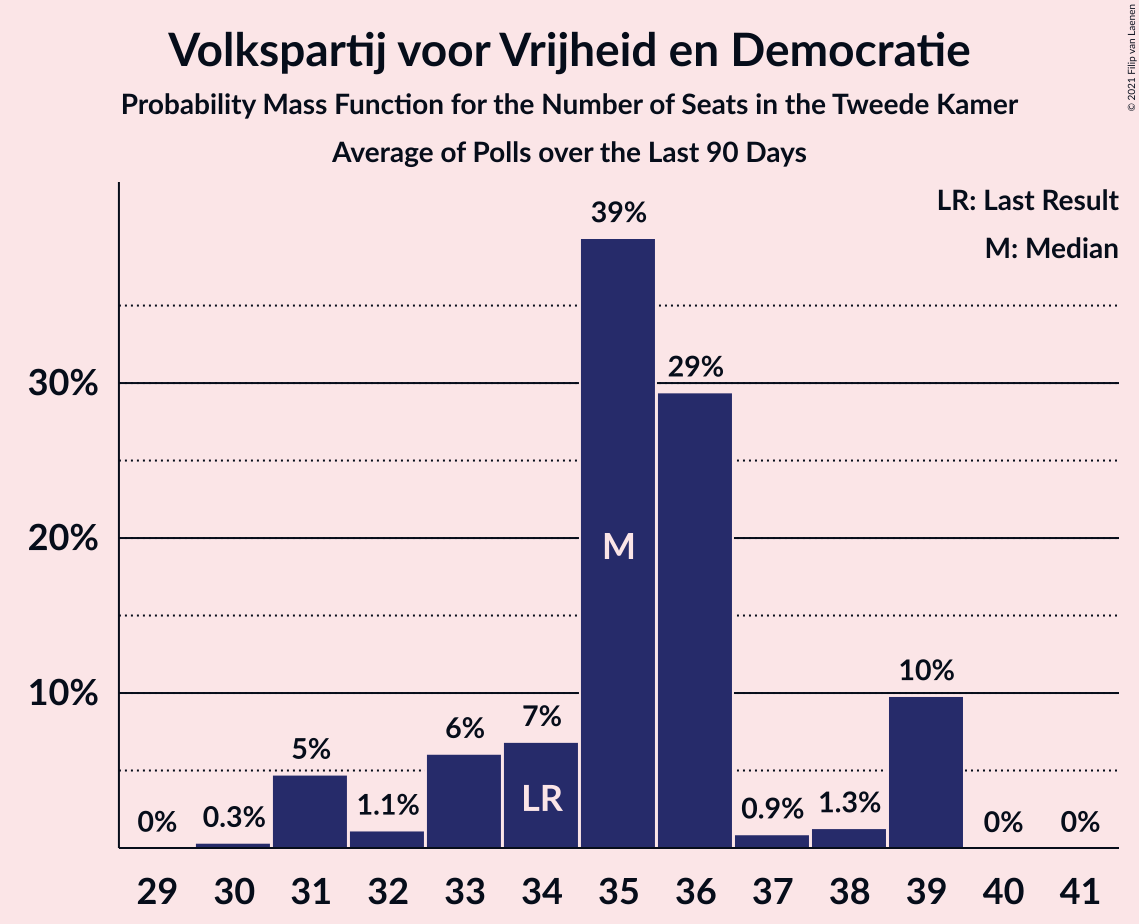 Volkspartij voor Vrijheid en Democratie
Probability Mass Function for the Number of Seats in the Tweede Kamer
Average of Polls over the Last 90 Days
© 2021 Filip van Laenen
LR: Last Result
M: Median
39%
29%
30%
20%
10%
M
10%
7%
6%
5%
LR
0%
0.3%
1.1%
0.9%
1.3%
0%
0%
29 30 31 32 33 34 35 36 37 38 39 40 41